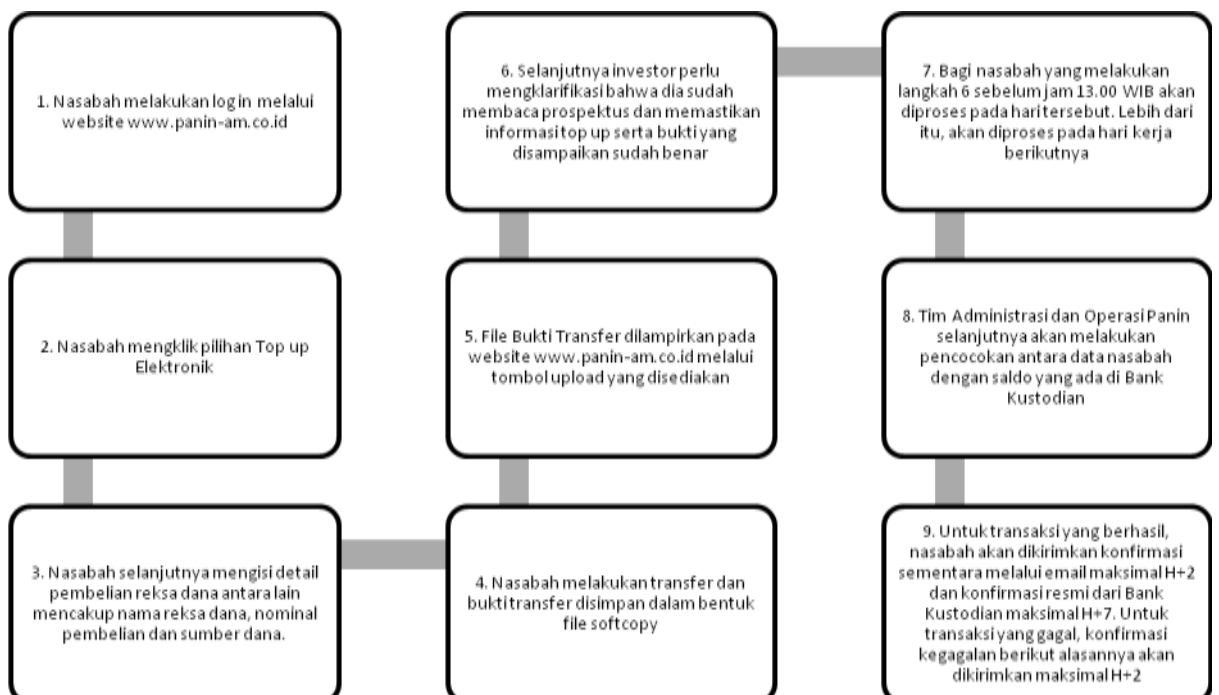 1. Nasabah melakukan login melalui
website www.panin-am.co.id
2. Nasabah mengklik pilihan Top up
Elektronik
3. Nasabah selanjutnya mengisi detail
pembelian reksa dana antara lain
mencakup nama reksa dana, nominal
pembelian dan sumber dana.
4. Nasabah melakukan transfer dan
bukti transfer disimpan dalam bentuk
file softcopy
5. File Bukti Transfer dilampirkan pada
website www.panin-am.co.id melalui
tombol upload yang disediakan
6. Selanjutnya investor perlu
mengklarifikasi bahwa dia sudah
membaca prospektus dan memastikan
informasi top up serta bukti yang
disampaikan sudah benar
7. Bagi nasabah yang melakukan
langkah 6 sebelum jam 13.00 WIB akan
diproses pada hari tersebut. Lebih dari
itu, akan diproses pada hari kerja
berikutnya
8. Tim Administrasi dan Operasi Panin
selanjutnya akan melakukan
pencocokan antara data nasabah
dengan saldo yang ada di Bank
Kustodian
9. Untuk transaksi yang berhasil,
nasabah akan dikirimkan konfirmasi
sementara melalui email maksimal H+2
dan konfirmasi resmi dari Bank
Kustodian maksimal H+7. Untuk
transaksi yang gagal, konfirmasi
kegagalan berikut alasannya akan
dikirimkan maksimal H+2